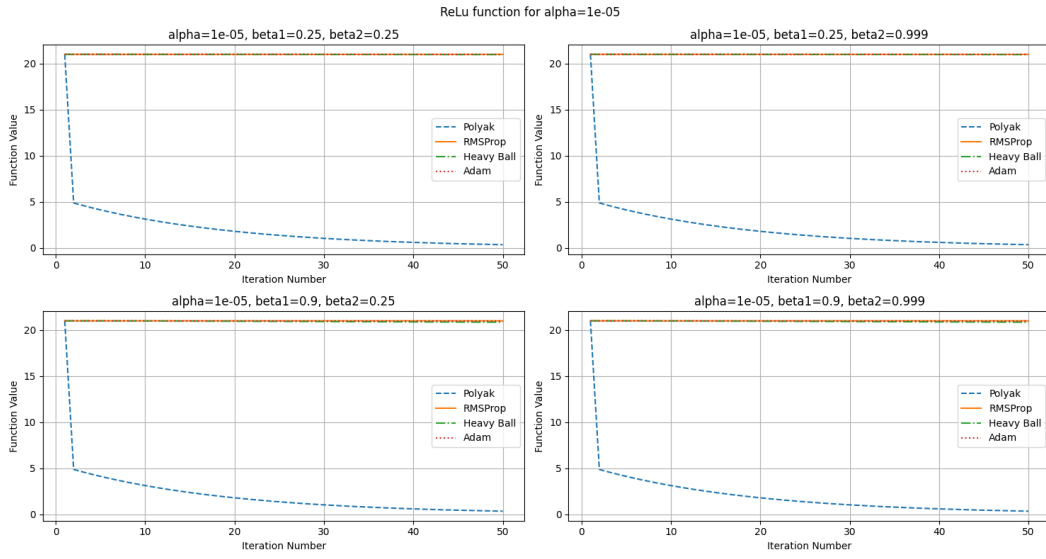 ReLu function for alpha=1e-05
alpha=1e-05, beta1=0.25, beta2=0.25
Function Value
20
15
10
5
0
Polyak
RMSProp
Heavy Ball
Adam
0 10 20 30 40 50
Iteration Number
alpha=1e-05, beta1=0.25, beta2=0.999
Function Value
20
15
10
5
0
Polyak
RMSProp
Heavy Ball
Adam
0 10 20 30 40 50
Iteration Number
alpha=1e-05, beta1=0.9, beta2=0.25
Function Value
20
15
10
5
0
Polyak
RMSProp
Heavy Ball
Adam
0 10 20 30 40 50
Iteration Number
alpha=1e-05, beta1=0.9, beta2=0.999
Function Value
20
15
10
5
0
Polyak
RMSProp
Heavy Ball
Adam
0 10 20 30 40 50
Iteration Number